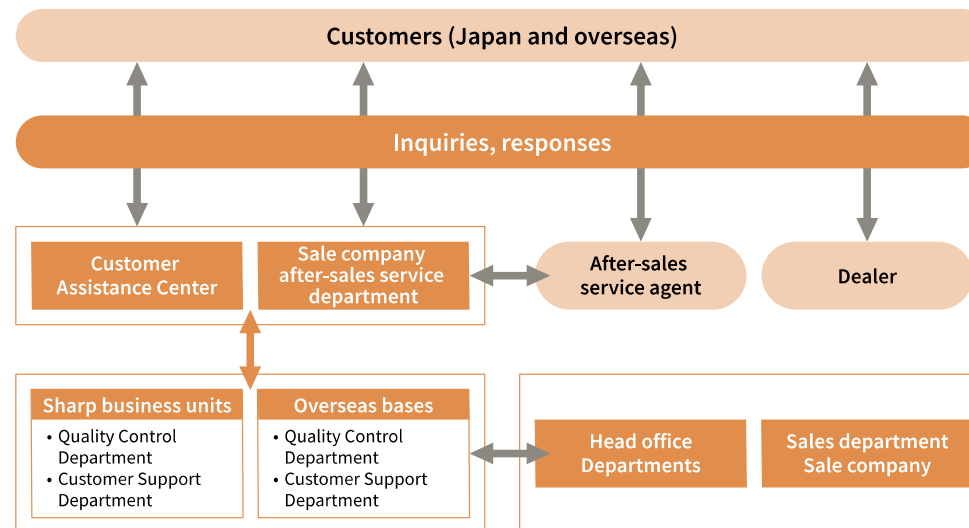 Customers (Japan and overseas)
Inquiries, responses
Customer
Assistance Center
Sale company
after-sales service
department
After-sales
service agent
Dealer
Sharp business units
• Quality Control
Department
• Customer Support
Department
Overseas bases
• Quality Control
Department
• Customer Support
Department
Head office
Departments
Sales department
Sale company